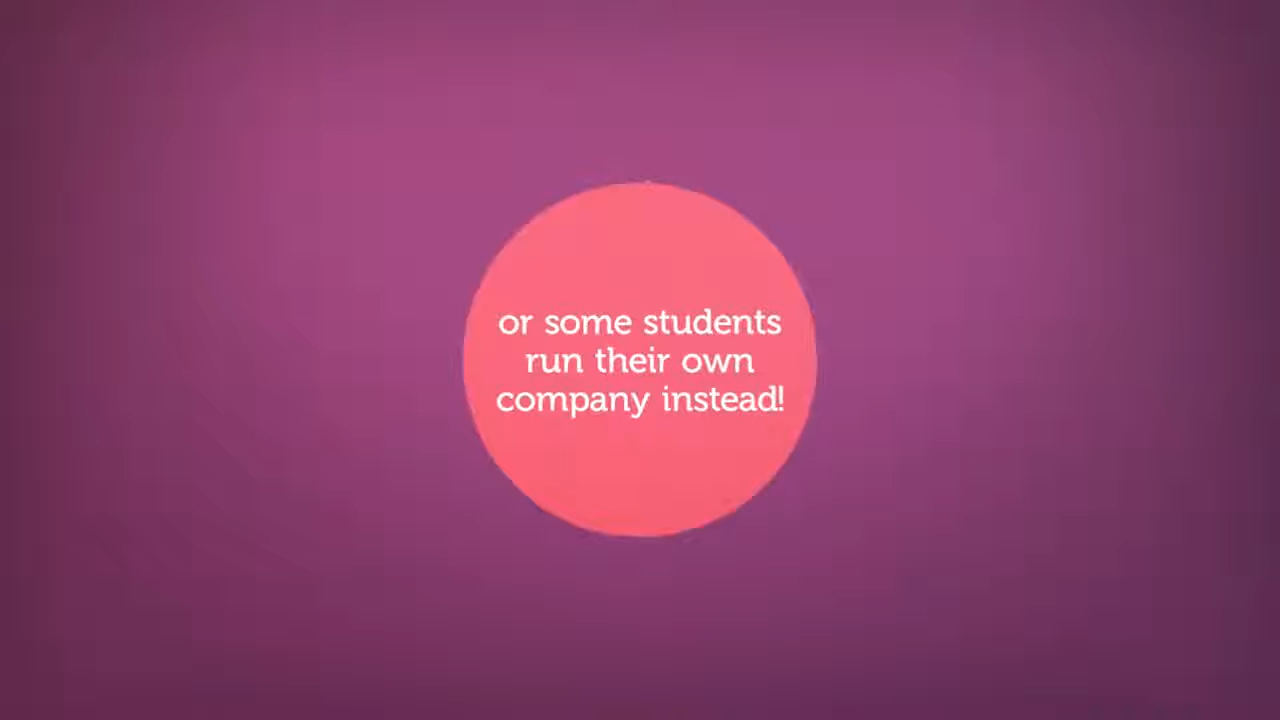 or some students
run their own
company instead!